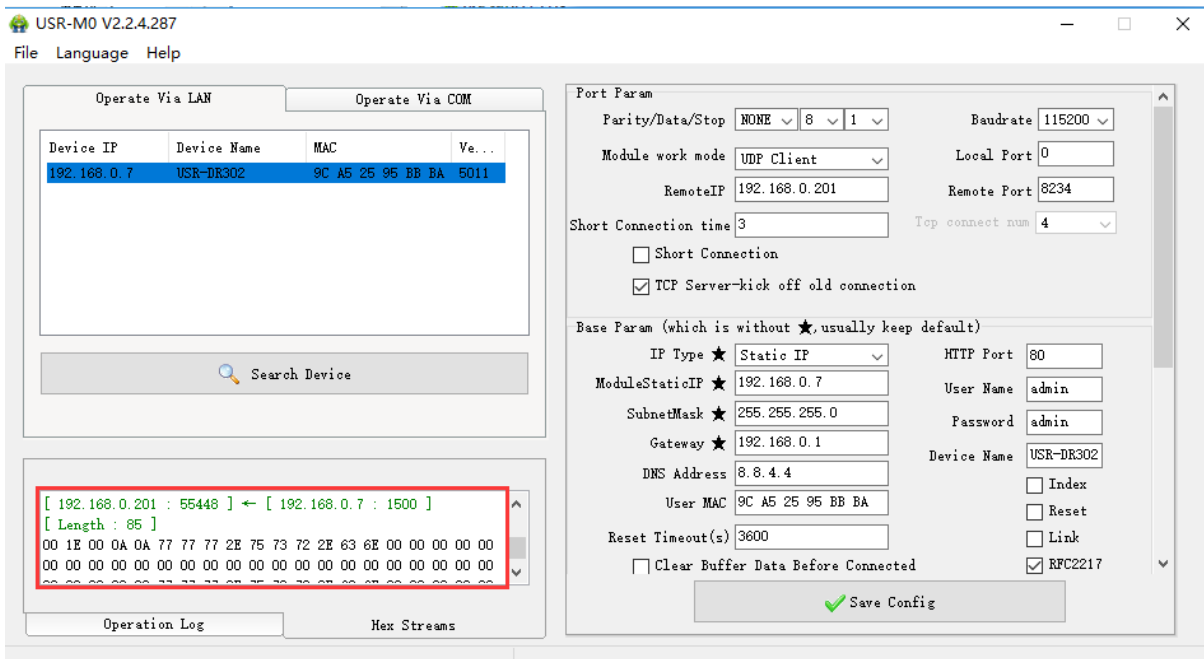 USR-M0 V2.2.4.287
File Language Help
Operate Via LAN Operate Via COM
Device IP Device Name MAC Ve...
192.168.0.7 USR-DR302 9C A5 25 95 BB BA 5011
Search Device
[ 192.168.0.201 : 55448 ] ← [ 192.168.0.7 : 1500 ]
[ Length : 85 ]
00 1E 00 0A 0A 77 77 77 2E 75 73 72 2E 63 6E 00 00 00 00 00
00 00 00 00 00 00 00 00 00 00 00 00 00 00 00 00 00 00 00 00
Operation Log Hex Streams
Port Param
Parity/Data/Stop NONE 8 1 Baudrate 115200
Module work mode UDP Client Local Port 0
RemoteIP 192.168.0.201 Remote Port 8234
Short Connection time 3 Tcp connect num 4
Short Connection
TCP Server-kick off old connection
Base Param (which is without ★,usually keep default)
IP Type ★ Static IP HTTP Port 80
ModuleStaticIP ★ 192.168.0.7 User Name admin
SubnetMask ★ 255.255.255.0 Password admin
Gateway ★ 192.168.0.1 Device Name USR-DR302
DNS Address 8.8.4.4 Index
User MAC 9C A5 25 95 BB BA Reset
Reset Timeout(s) 3600 Link
Clear Buffer Data Before Connected RFC2217
Save Config